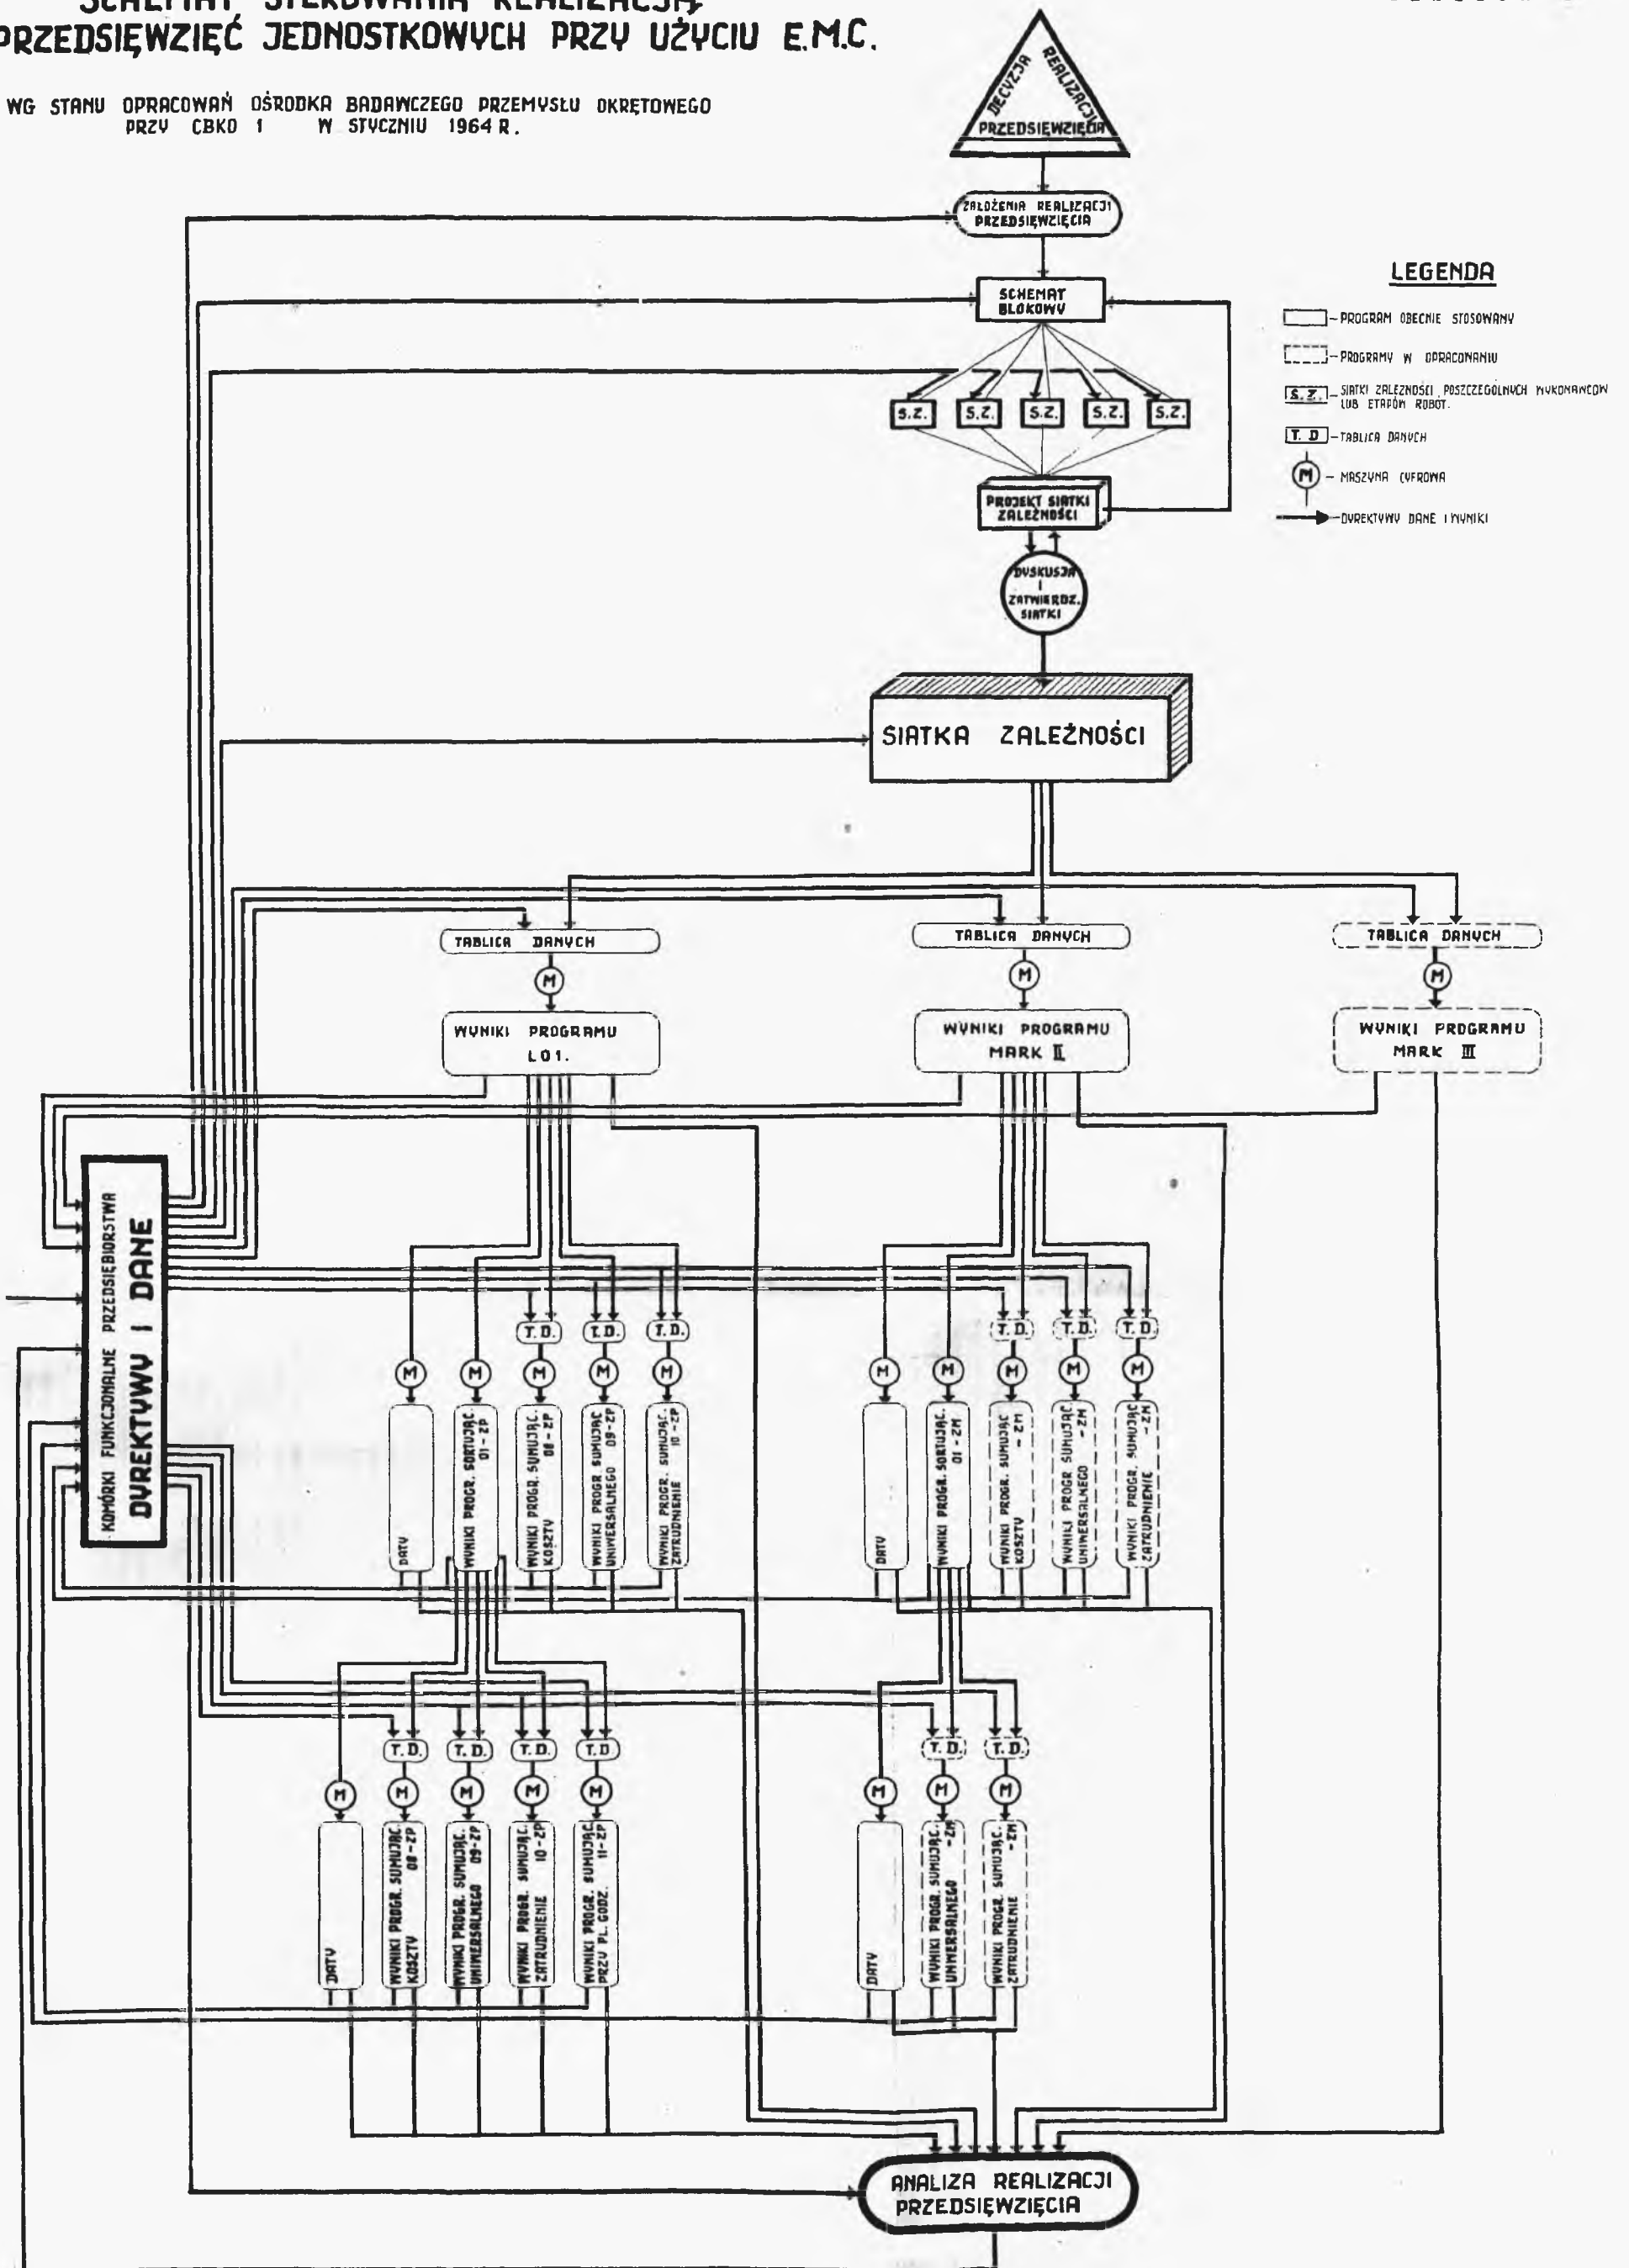 SCHEMAT STEROWANIA REALIZACJĄ
PRZEDSIĘWZIĘĆ JEDNOSTKOWYCH PRZY UŻYCIU E.M.C.
WG STANU OPRACOWAŃ OŚRODKA BADAWCZEGO PRZEMYSŁU OKRĘTOWEGO
PRZY CBKO 1 W STYCZNIU 1964 R.
DECYZJA
REALIZACJI
PRZEDSIĘWZIĘCIA
ZAŁOŻENIA REALIZACJI
PRZEDSIĘWZIĘCIA
SCHEMAT
BLOKOWY
S.Z.
S.Z.
S.Z.
S.Z.
S.Z.
PROJEKT SIATKI
ZALEŻNOŚCI
DYSKUSJA
I
ZATWIERDZ.
SIATKI
LEGENDA
- PROGRAM OBECNIE STOSOWANY
- PROGRAMY W OPRACOWANIU
S.Z. - SIATKI ZALEŻNOŚCI, POSZCZEGÓLNYCH WYKONAWCÓW
LUB ETAPÓW ROBOT.
T. D - TABLICA DANYCH
M - MASZYNA CYFROWA
- DYREKTYWY DANE I WYNIKI
SIATKA ZALEŻNOŚCI
TABLICA DANYCH
TABLICA DANYCH
TABLICA DANYCH
M
M
M
WYNIKI PROGRAMU
L01.
WYNIKI PROGRAMU
MARK II
WYNIKI PROGRAMU
MARK III
KOMÓRKI FUNKCJONALNE PRZEDSIĘBIORSTWA
DYREKTYWY I DANE
T. D.
T. D.
T. D.
T. D.
T. D.
T. D.
M
M
M
M
M
M
M
M
M
M
DATY
WYNIKI PROGR. SORTUJĄC.
01 - ZP
WYNIKI PROGR. SUMUJĄC.
KOSZTY 08 - ZP
WYNIKI PROGR SUMUJĄC
UNIWERSALNEGO 09 - ZP
WYNIKI PROGR. SUMUJĄC
ZATRUDNIENIE 10 - ZP
DATY
WYNIKI PROGR. SORTUJĄC.
01 - ZM
WYNIKI PROGR. SUMUJĄC
KOSZTY - ZM
WYNIKI PROGR SUMUJĄC
UNIWERSALNEGO - ZM
WYNIKI PROGR. SUMUJĄC
ZATRUDNIENIE - ZM
T. D.
T. D.
T. D.
T. D
T. D.
T. D.
M
M
M
M
M
M
M
M
DATY
WYNIKI PROGR. SUMUJĄC.
KOSZTY 08 - ZP
WYNIKI PROGR. SUMUJĄC.
UNIWERSALNEGO 09 - ZP
WYNIKI PROGR. SUMUJĄC.
ZATRUDNIENIE 10 - ZP
WYNIKI PROGR. SUMUJĄC
PRZY PL. GODZ. 11 - ZP
DATY
WYNIKI PROGR. SUMUJĄC.
UNIWERSALNEGO - ZM
WYNIKI PROGR. SUMUJĄC.
ZATRUDNIENIE - ZM
ANALIZA REALIZACJI
PRZEDSIĘWZIĘCIA